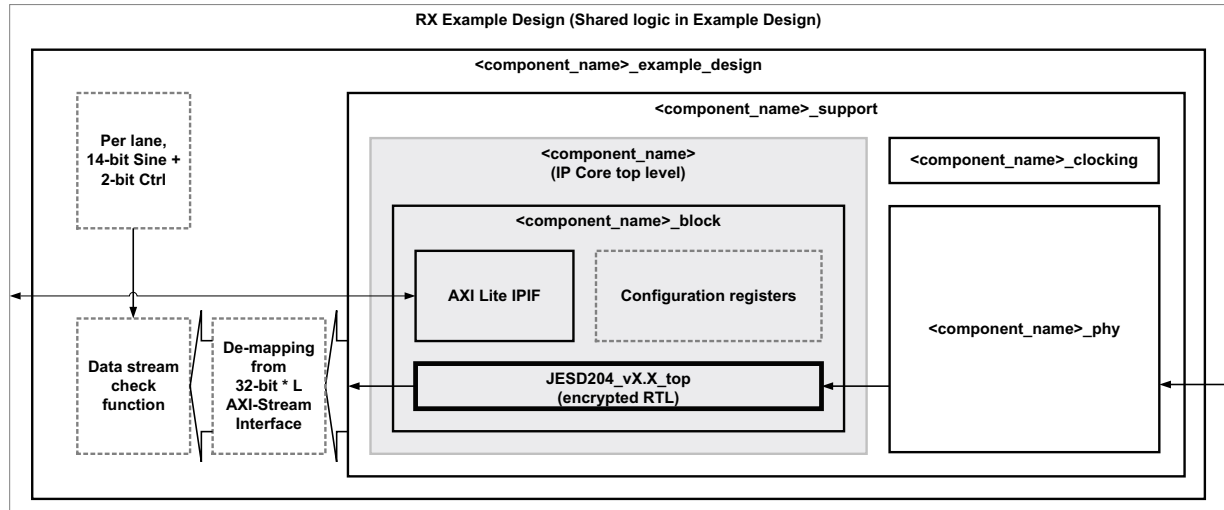 RX Example Design (Shared logic in Example Design)
<component_name>_example_design
<component_name>_support
Per lane,
14-bit Sine +
2-bit Ctrl
<component_name>
(IP Core top level)
<component_name>_clocking
<component_name>_block
AXI Lite IPIF
Configuration registers
<component_name>_phy
Data stream
check
function
De-mapping
from
32-bit * L
AXI-Stream
Interface
JESD204_vX.X_top
(encrypted RTL)